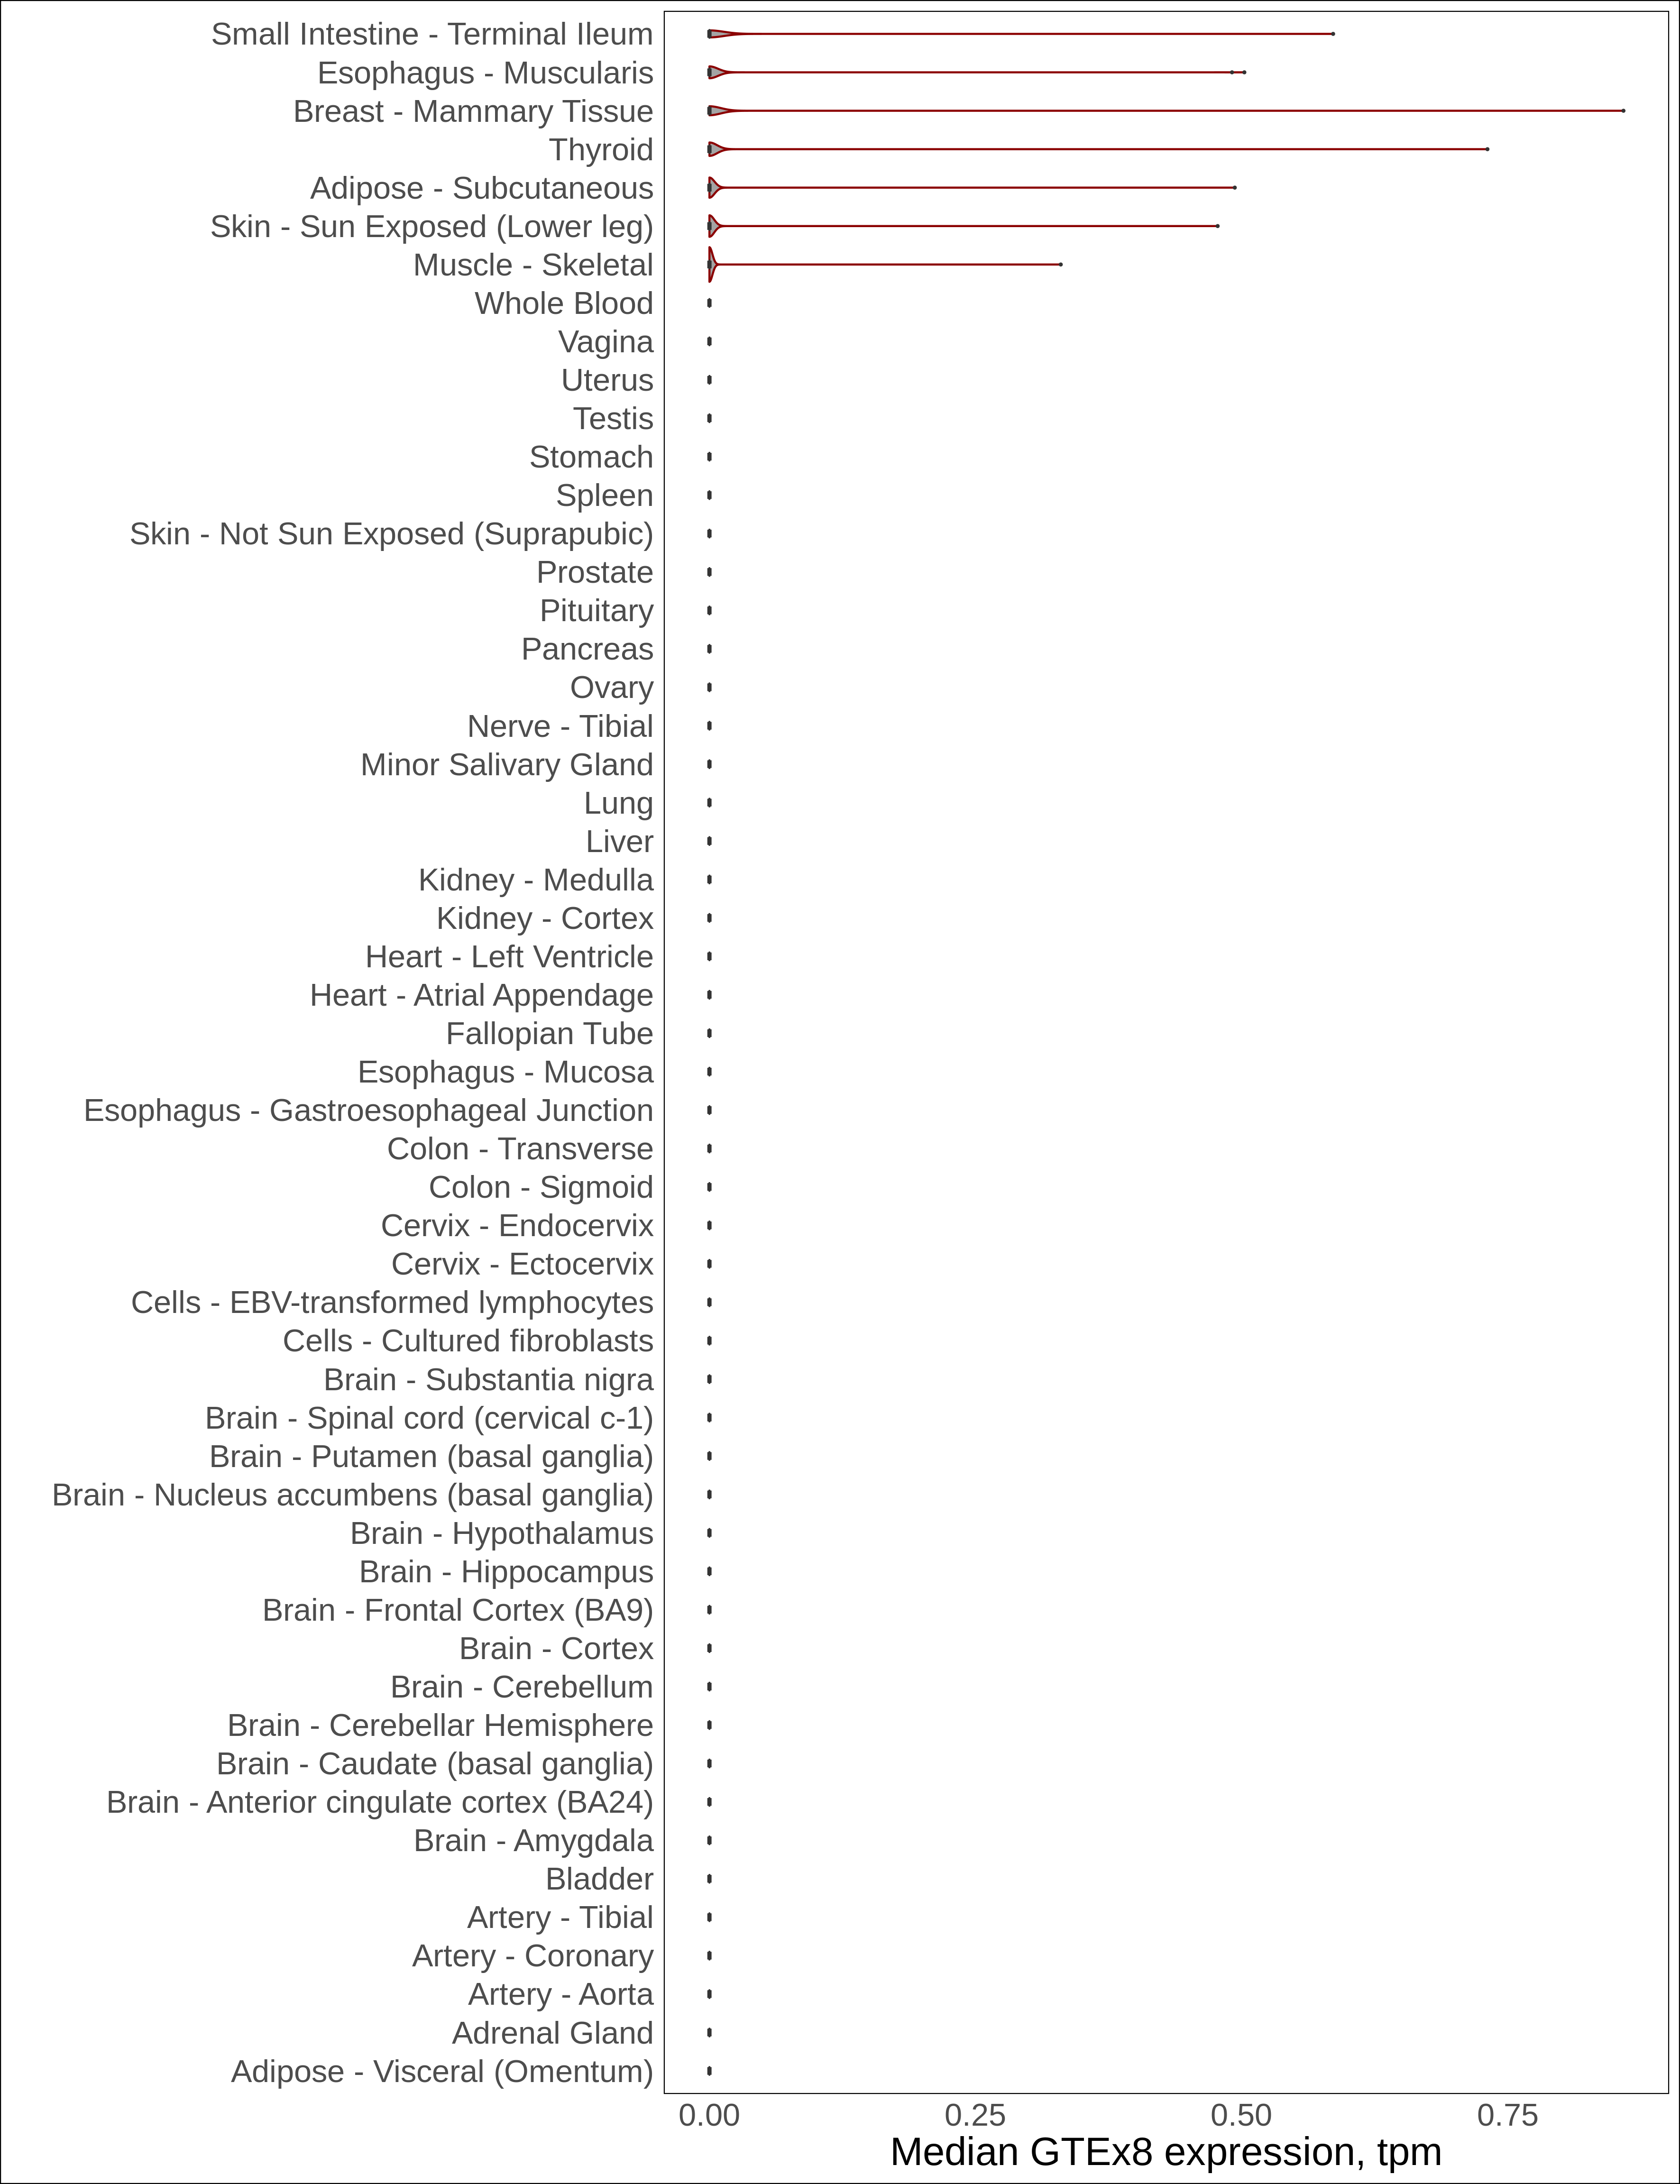 Small Intestine - Terminal Ileum
Esophagus - Muscularis
Breast - Mammary Tissue
Thyroid
Adipose - Subcutaneous
Skin - Sun Exposed (Lower leg)
Muscle - Skeletal
Whole Blood
Vagina
Uterus
Testis
Stomach
Spleen
Skin - Not Sun Exposed (Suprapubic)
Prostate
Pituitary
Pancreas
Ovary
Nerve - Tibial
Minor Salivary Gland
Lung
Liver
Kidney - Medulla
Kidney - Cortex
Heart - Left Ventricle
Heart - Atrial Appendage
Fallopian Tube
Esophagus - Mucosa
Esophagus - Gastroesophageal Junction
Colon - Transverse
Colon - Sigmoid
Cervix - Endocervix
Cervix - Ectocervix
Cells - EBV-transformed lymphocytes
Cells - Cultured fibroblasts
Brain - Substantia nigra
Brain - Spinal cord (cervical c-1)
Brain - Putamen (basal ganglia)
Brain - Nucleus accumbens (basal ganglia)
Brain - Hypothalamus
Brain - Hippocampus
Brain - Frontal Cortex (BA9)
Brain - Cortex
Brain - Cerebellum
Brain - Cerebellar Hemisphere
Brain - Caudate (basal ganglia)
Brain - Anterior cingulate cortex (BA24)
Brain - Amygdala
Bladder
Artery - Tibial
Artery - Coronary
Artery - Aorta
Adrenal Gland
Adipose - Visceral (Omentum)
0.00 0.25 0.50 0.75
Median GTEx8 expression, tpm